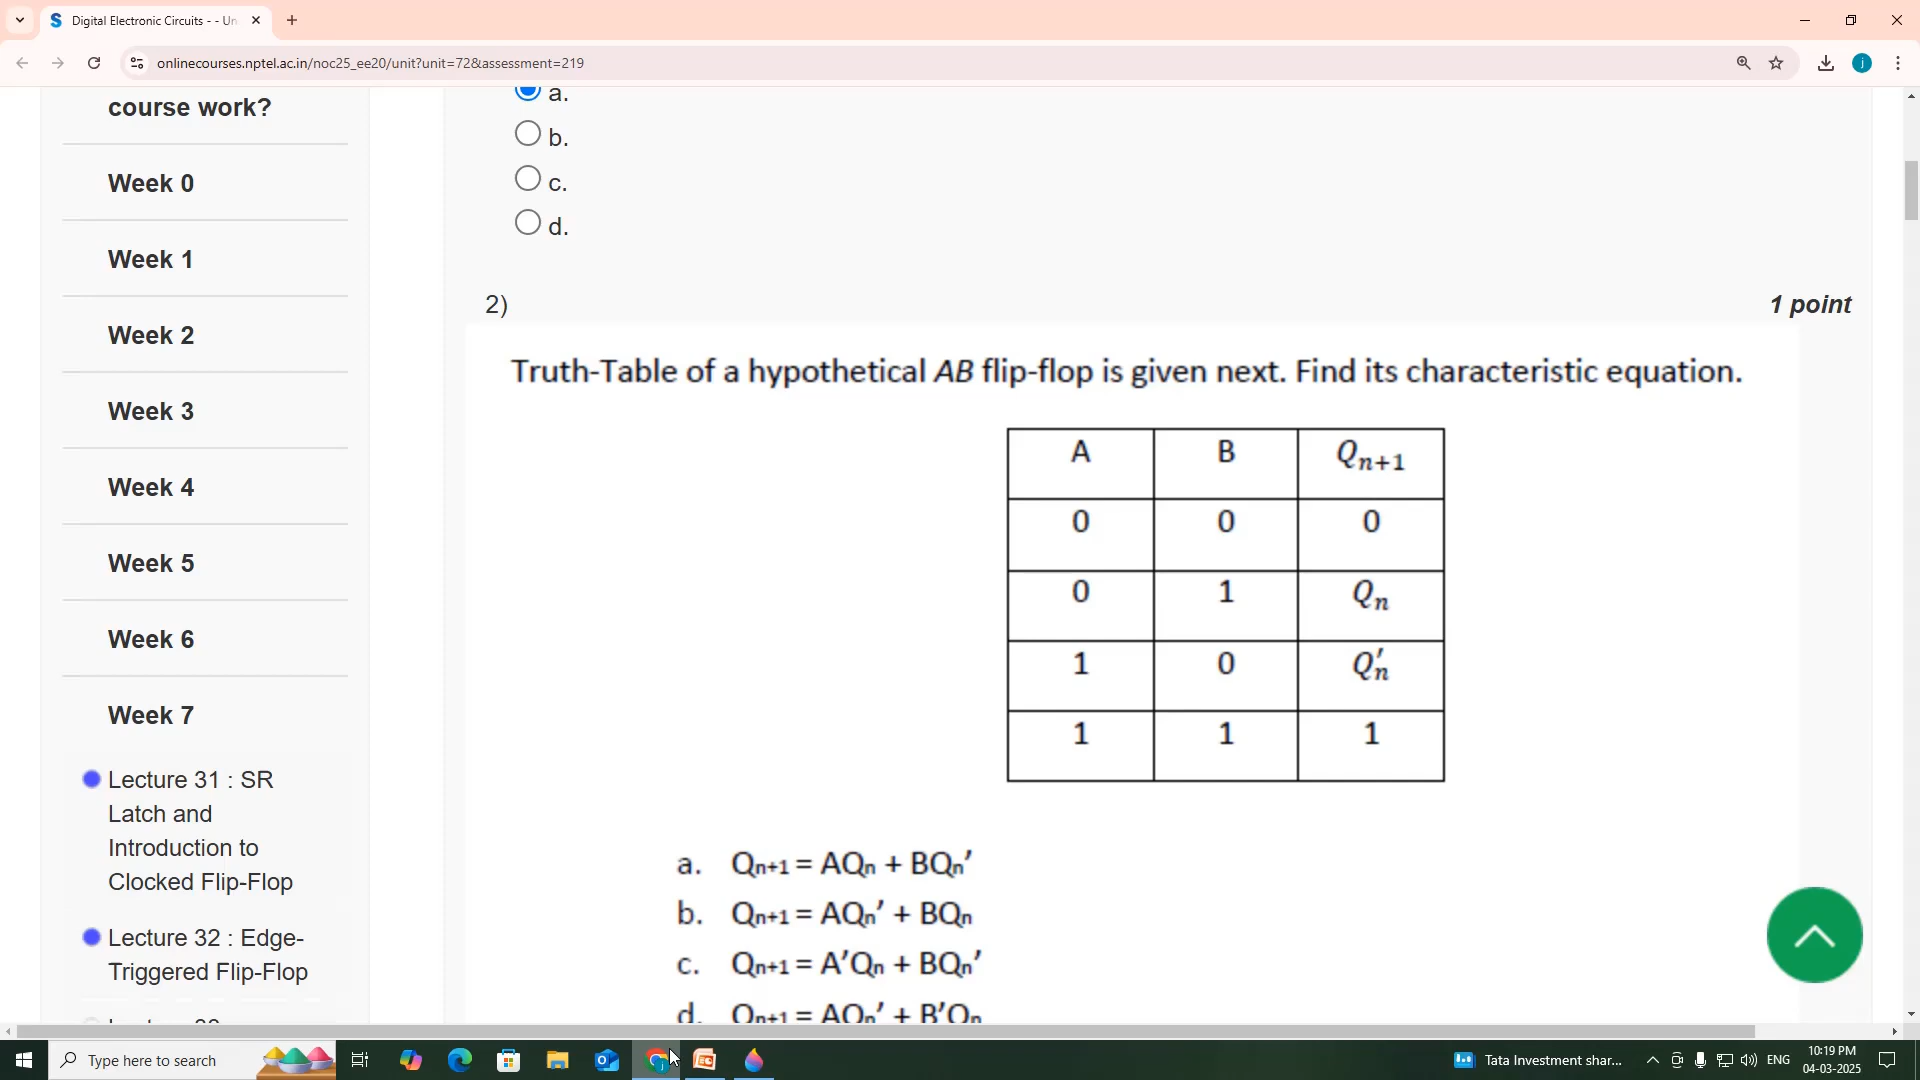 Digital Electronic Circuits - - Un
onlinecourses.nptel.ac.in/noc25_ee20/unit?unit=72&assessment=219
course work?
Week 0
Week 1
Week 2
Week 3
Week 4
Week 5
Week 6
Week 7
Lecture 31 : SR
Latch and
Introduction to
Clocked Flip-Flop
Lecture 32 : Edge-
Triggered Flip-Flop
a.
b.
c.
d.
2)
1 point
Truth-Table of a hypothetical AB flip-flop is given next. Find its characteristic equation.
A B Qn+1
0 0 0
0 1 Qn
1 0 Q′n
1 1 1
a. Qn+1 = AQn + BQn′
b. Qn+1 = AQn′ + BQn
c. Qn+1 = A′Qn + BQn′
d. Qn+1 = AQn′ + B′Qn
Type here to search
Tata Investment shar...
ENG
10:19 PM
04-03-2025